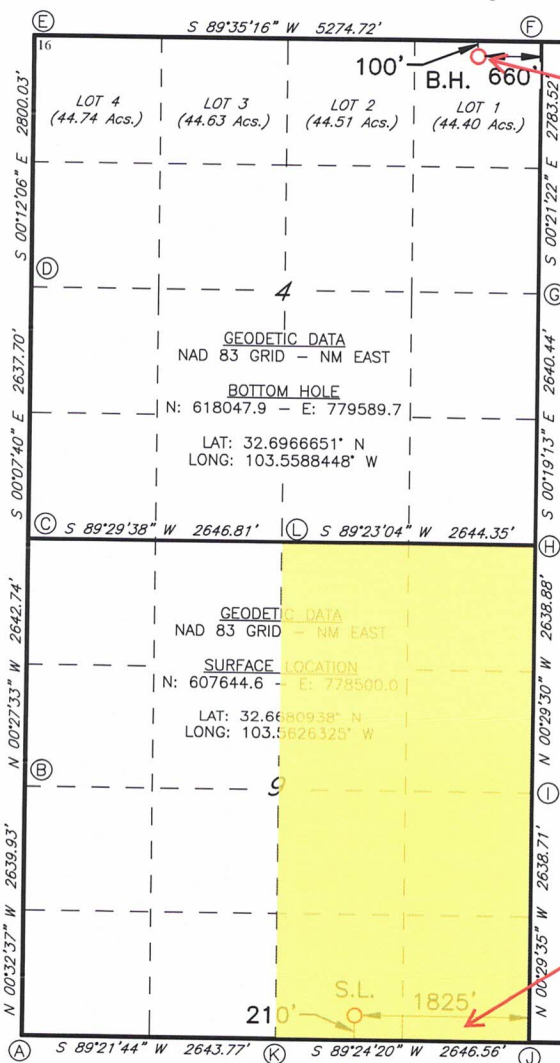 E
F
S 89°35'16" W 5274.72'
16
100'
B.H. 660'
S 00°12'06" E 2800.03'
LOT 4
(44.74 Acs.)
LOT 3
(44.63 Acs.)
LOT 2
(44.51 Acs.)
LOT 1
(44.40 Acs.)
S 00°21'22" E 2783.52'
D
4
G
S 00°07'40" E 2637.70'
GEODETIC DATA
NAD 83 GRID – NM EAST
BOTTOM HOLE
N: 618047.9 – E: 779589.7
LAT: 32.6966651° N
LONG: 103.5588448° W
S 00°19'13" E 2640.44'
C
S 89°29'38" W 2646.81'
L
S 89°23'04" W 2644.35'
H
N 00°27'33" W 2642.74'
GEODETIC DATA
NAD 83 GRID – NM EAST
SURFACE LOCATION
N: 607644.6 – E: 778500.0
LAT: 32.6680938° N
LONG: 103.5626325° W
N 00°29'30" W 2638.88'
B
9
I
N 00°32'37" W 2639.93'
N 00°29'35" W 2638.71'
S.L.
210'
1825'
A
S 89°21'44" W 2643.77'
K
S 89°24'20" W 2646.56'
J